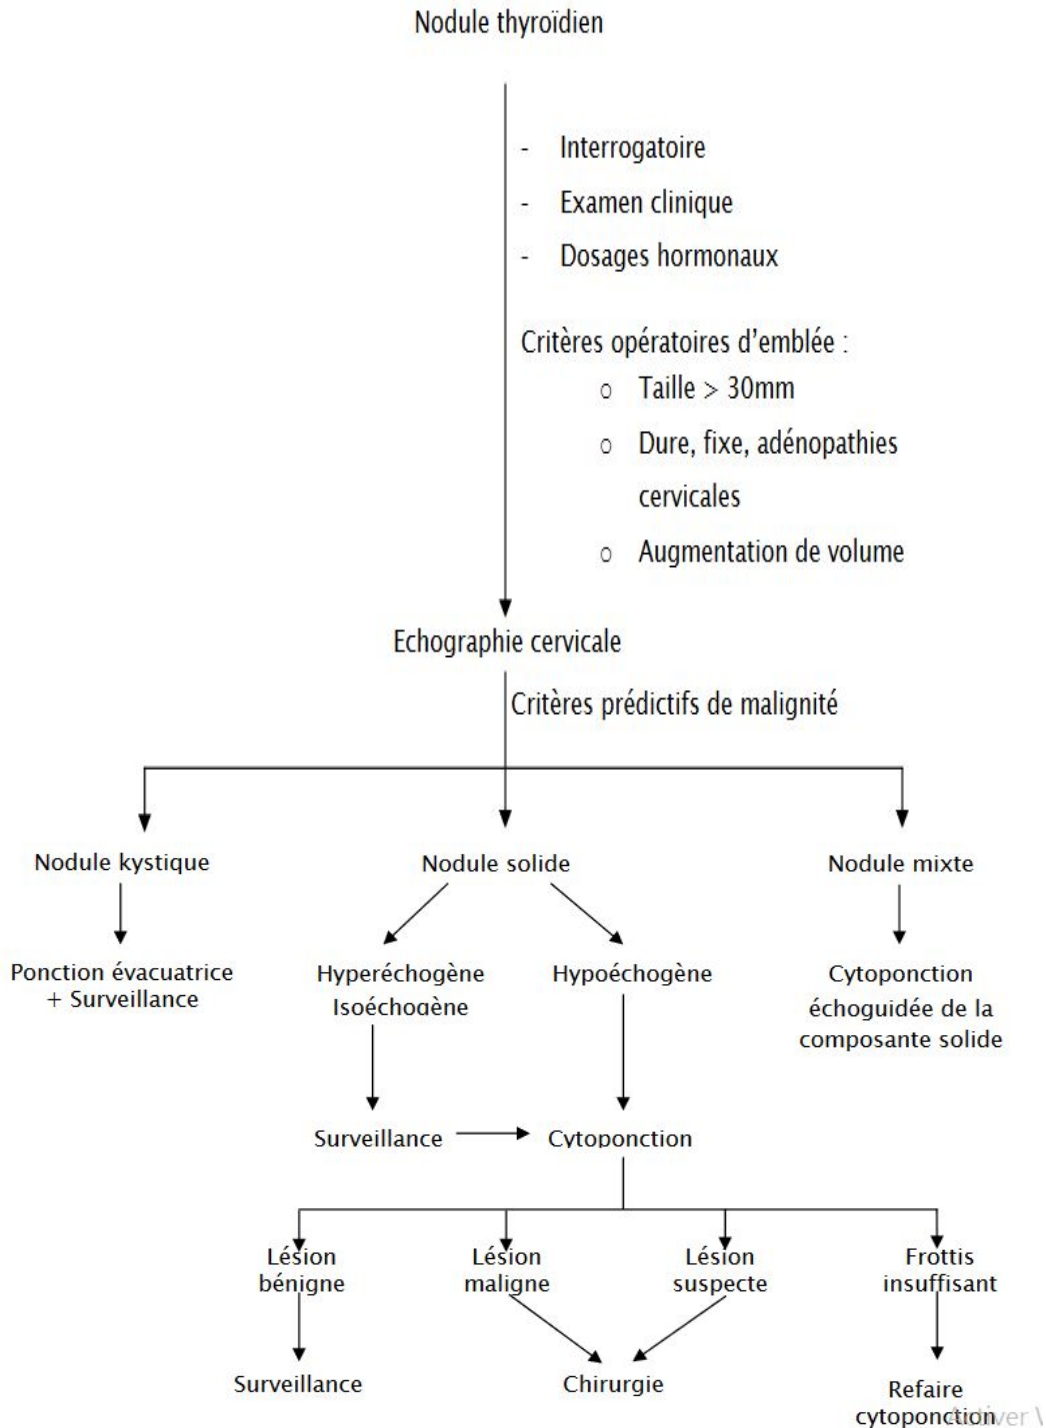 Nodule thyroïdien
- Interrogatoire
- Examen clinique
- Dosages hormonaux
Critères opératoires d'emblée :
o Taille > 30mm
o Dure, fixe, adénopathies
cervicales
o Augmentation de volume
Echographie cervicale
Critères prédictifs de malignité
Nodule kystique
Nodule solide
Nodule mixte
Ponction évacuatrice
+ Surveillance
Hyperéchogène
Isoéchogène
Hypoéchogène
Cytoponction
échoguidée de la
composante solide
Surveillance
Cytoponction
Lésion
bénigne
Lésion
maligne
Lésion
suspecte
Frottis
insuffisant
Surveillance
Chirurgie
Refaire
cytoponction